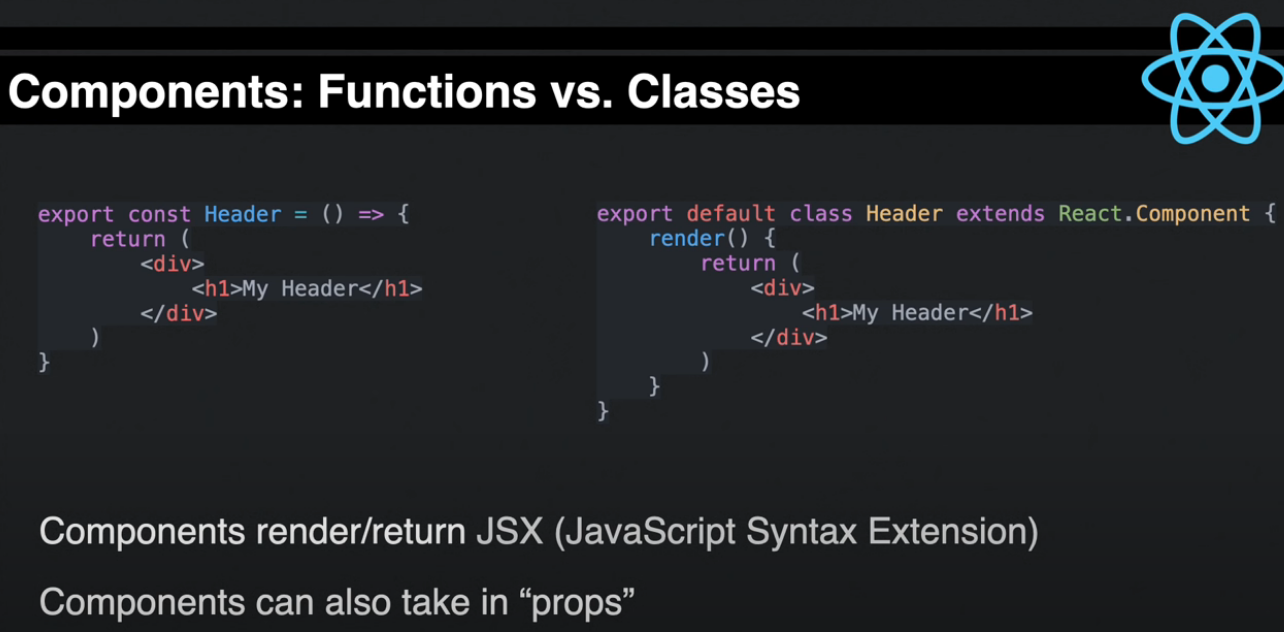 Components: Functions vs. Classes
export const Header = () => {
    return (
        <div>
            <h1>My Header</h1>
        </div>
    )
}
export default class Header extends React.Component {
    render() {
        return (
            <div>
                <h1>My Header</h1>
            </div>
        )
    }
}
Components render/return JSX (JavaScript Syntax Extension)
Components can also take in “props”